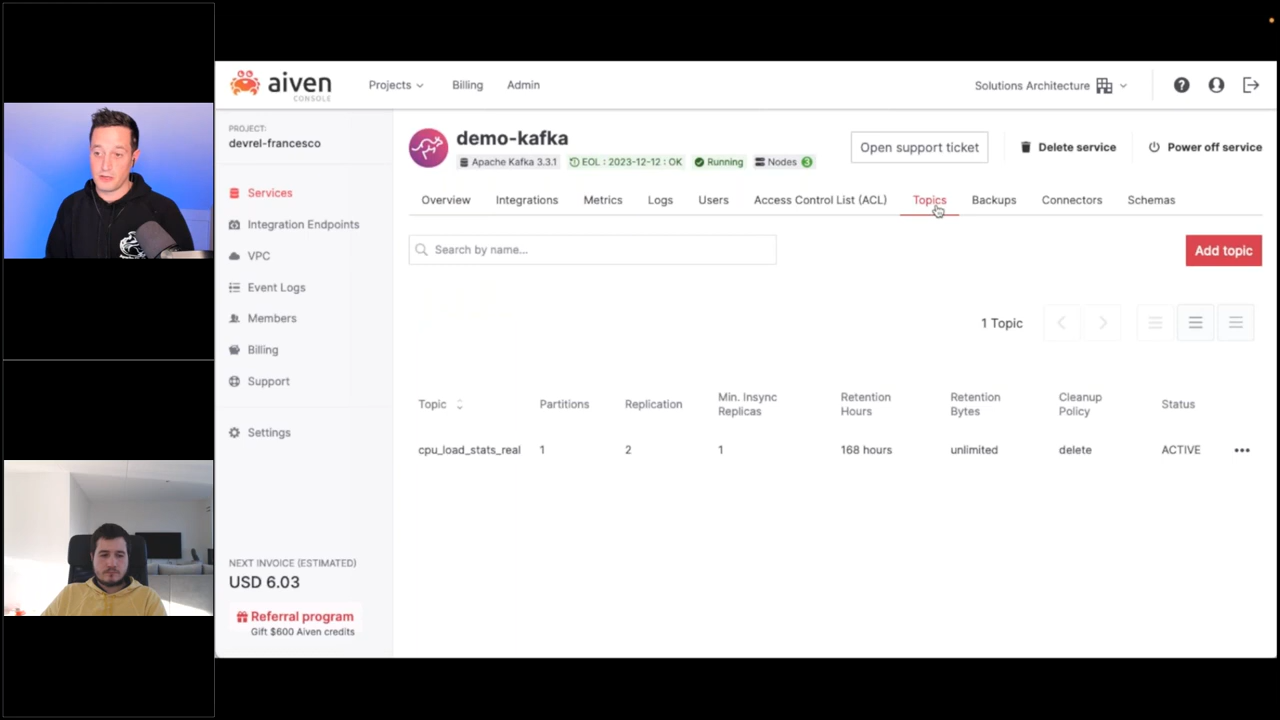 aiven
CONSOLE
Projects
Billing
Admin
Solutions Architecture
PROJECT:
devrel-francesco
Services
Integration Endpoints
VPC
Event Logs
Members
Billing
Support
Settings
NEXT INVOICE (ESTIMATED)
USD 6.03
Referral program
Gift $600 Aiven credits
demo-kafka
Apache Kafka 3.3.1
EOL : 2023-12-12 : OK
Running
Nodes 3
Open support ticket
Delete service
Power off service
Overview
Integrations
Metrics
Logs
Users
Access Control List (ACL)
Topics
Backups
Connectors
Schemas
Search by name...
Add topic
1 Topic
Topic
Partitions
Replication
Min. Insync
Replicas
Retention
Hours
Retention
Bytes
Cleanup
Policy
Status
cpu_load_stats_real
1
2
1
168 hours
unlimited
delete
ACTIVE